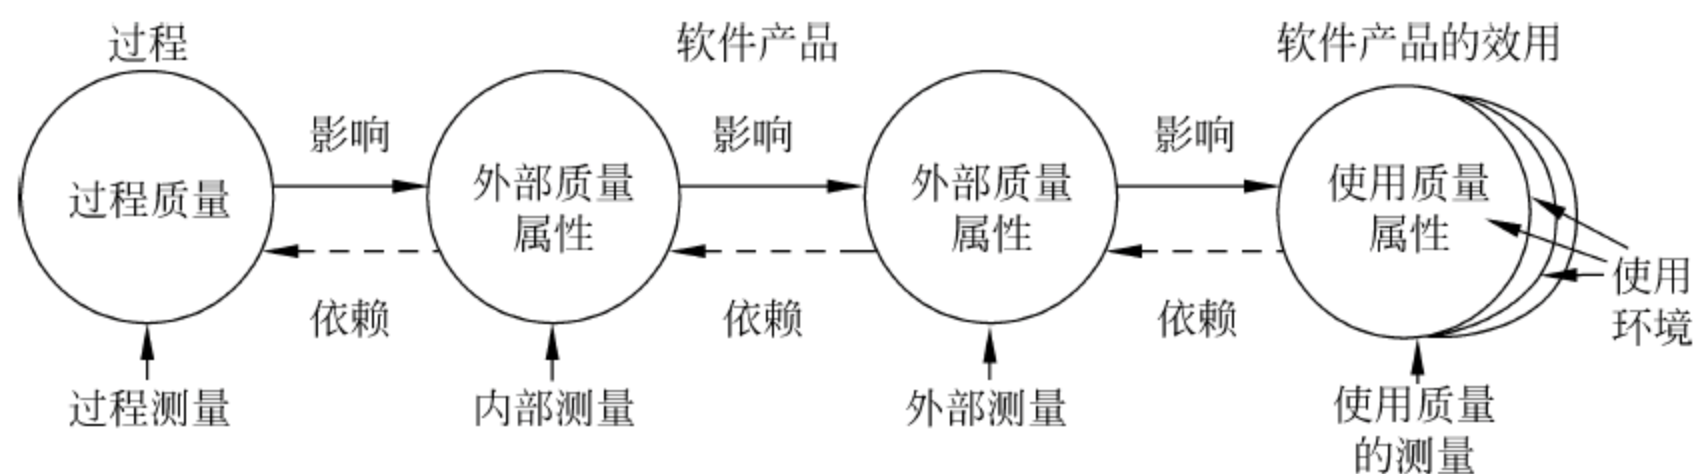 过程
软件产品
软件产品的效用
影响
影响
影响
过程质量
外部质量
属性
外部质量
属性
使用质量
属性
依赖
依赖
依赖
使用
环境
过程测量
内部测量
外部测量
使用质量
的测量